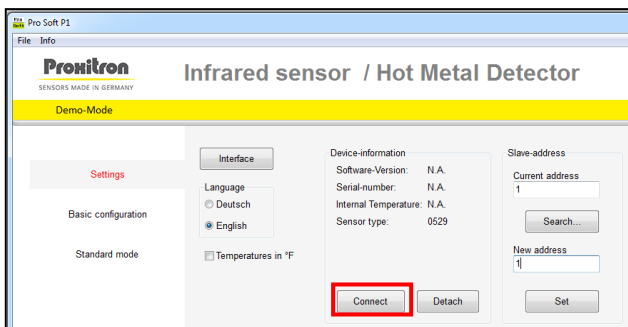 Pro Soft P1
File Info
Proxitron
SENSORS MADE IN GERMANY
Infrared sensor / Hot Metal Detector
Demo-Mode
Settings
Basic configuration
Standard mode
Interface
Language
Deutsch
English
Temperatures in °F
Device-information
Software-Version: N.A.
Serial-number: N.A.
Internal Temperature: N.A.
Sensor type: 0529
Connect
Detach
Slave-address
Current address
1
Search...
New address
1
Set